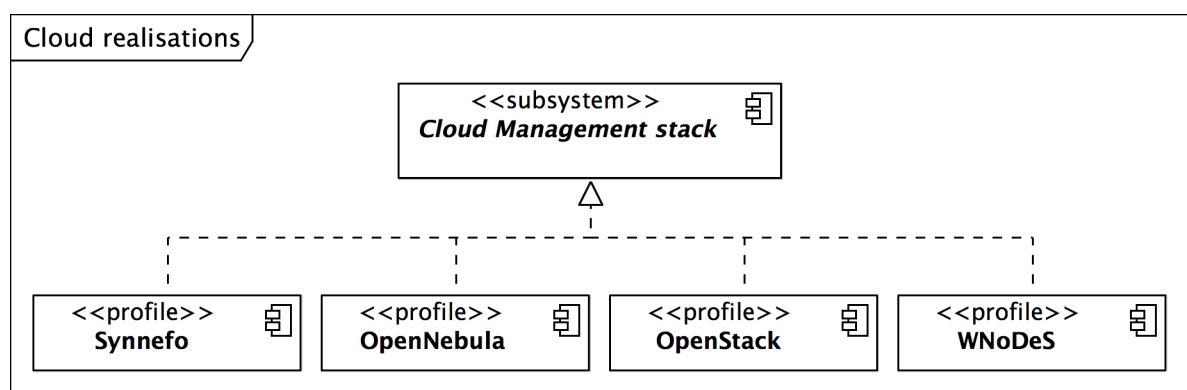 Cloud realisations
<<subsystem>>
Cloud Management stack
<<profile>>
Synnefo
<<profile>>
OpenNebula
<<profile>>
OpenStack
<<profile>>
WNoDeS